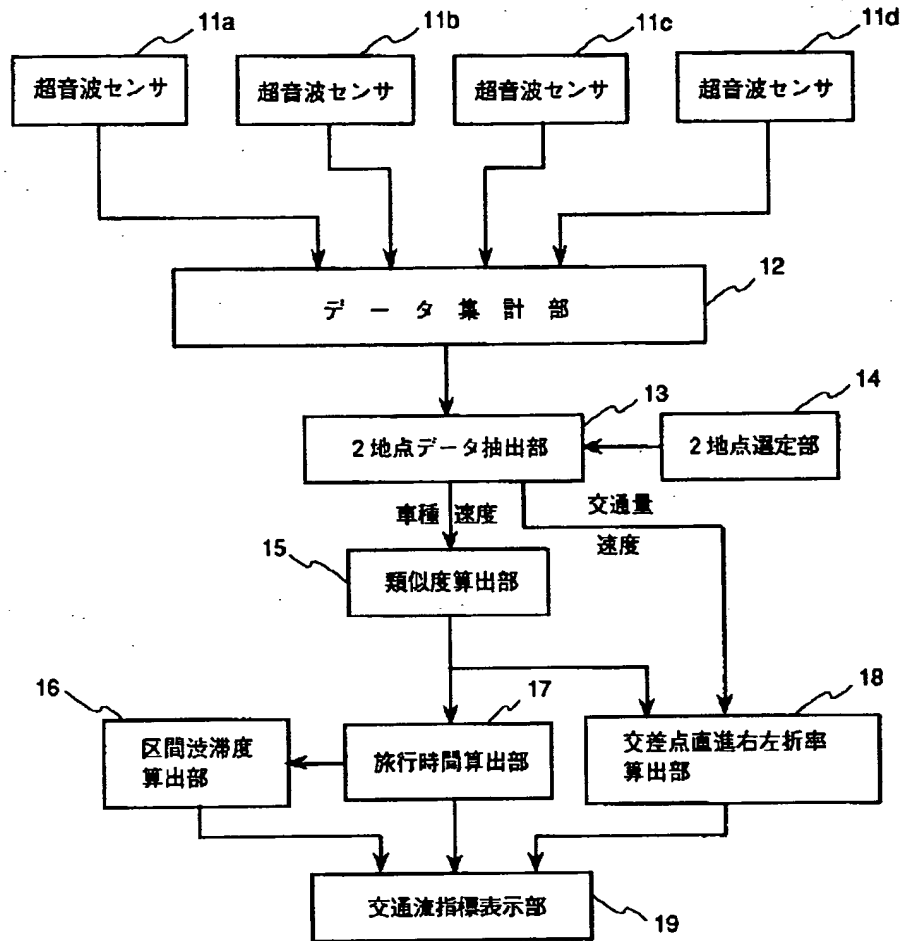 11a
11b
11c
11d
超音波センサ
超音波センサ
超音波センサ
超音波センサ
12
データ集計部
13
14
2地点データ抽出部
2地点選定部
車種 速度
交通量
速度
15
類似度算出部
16
17
18
区間渋滞度
算出部
旅行時間算出部
交差点直進右左折率
算出部
交通流指標表示部
19